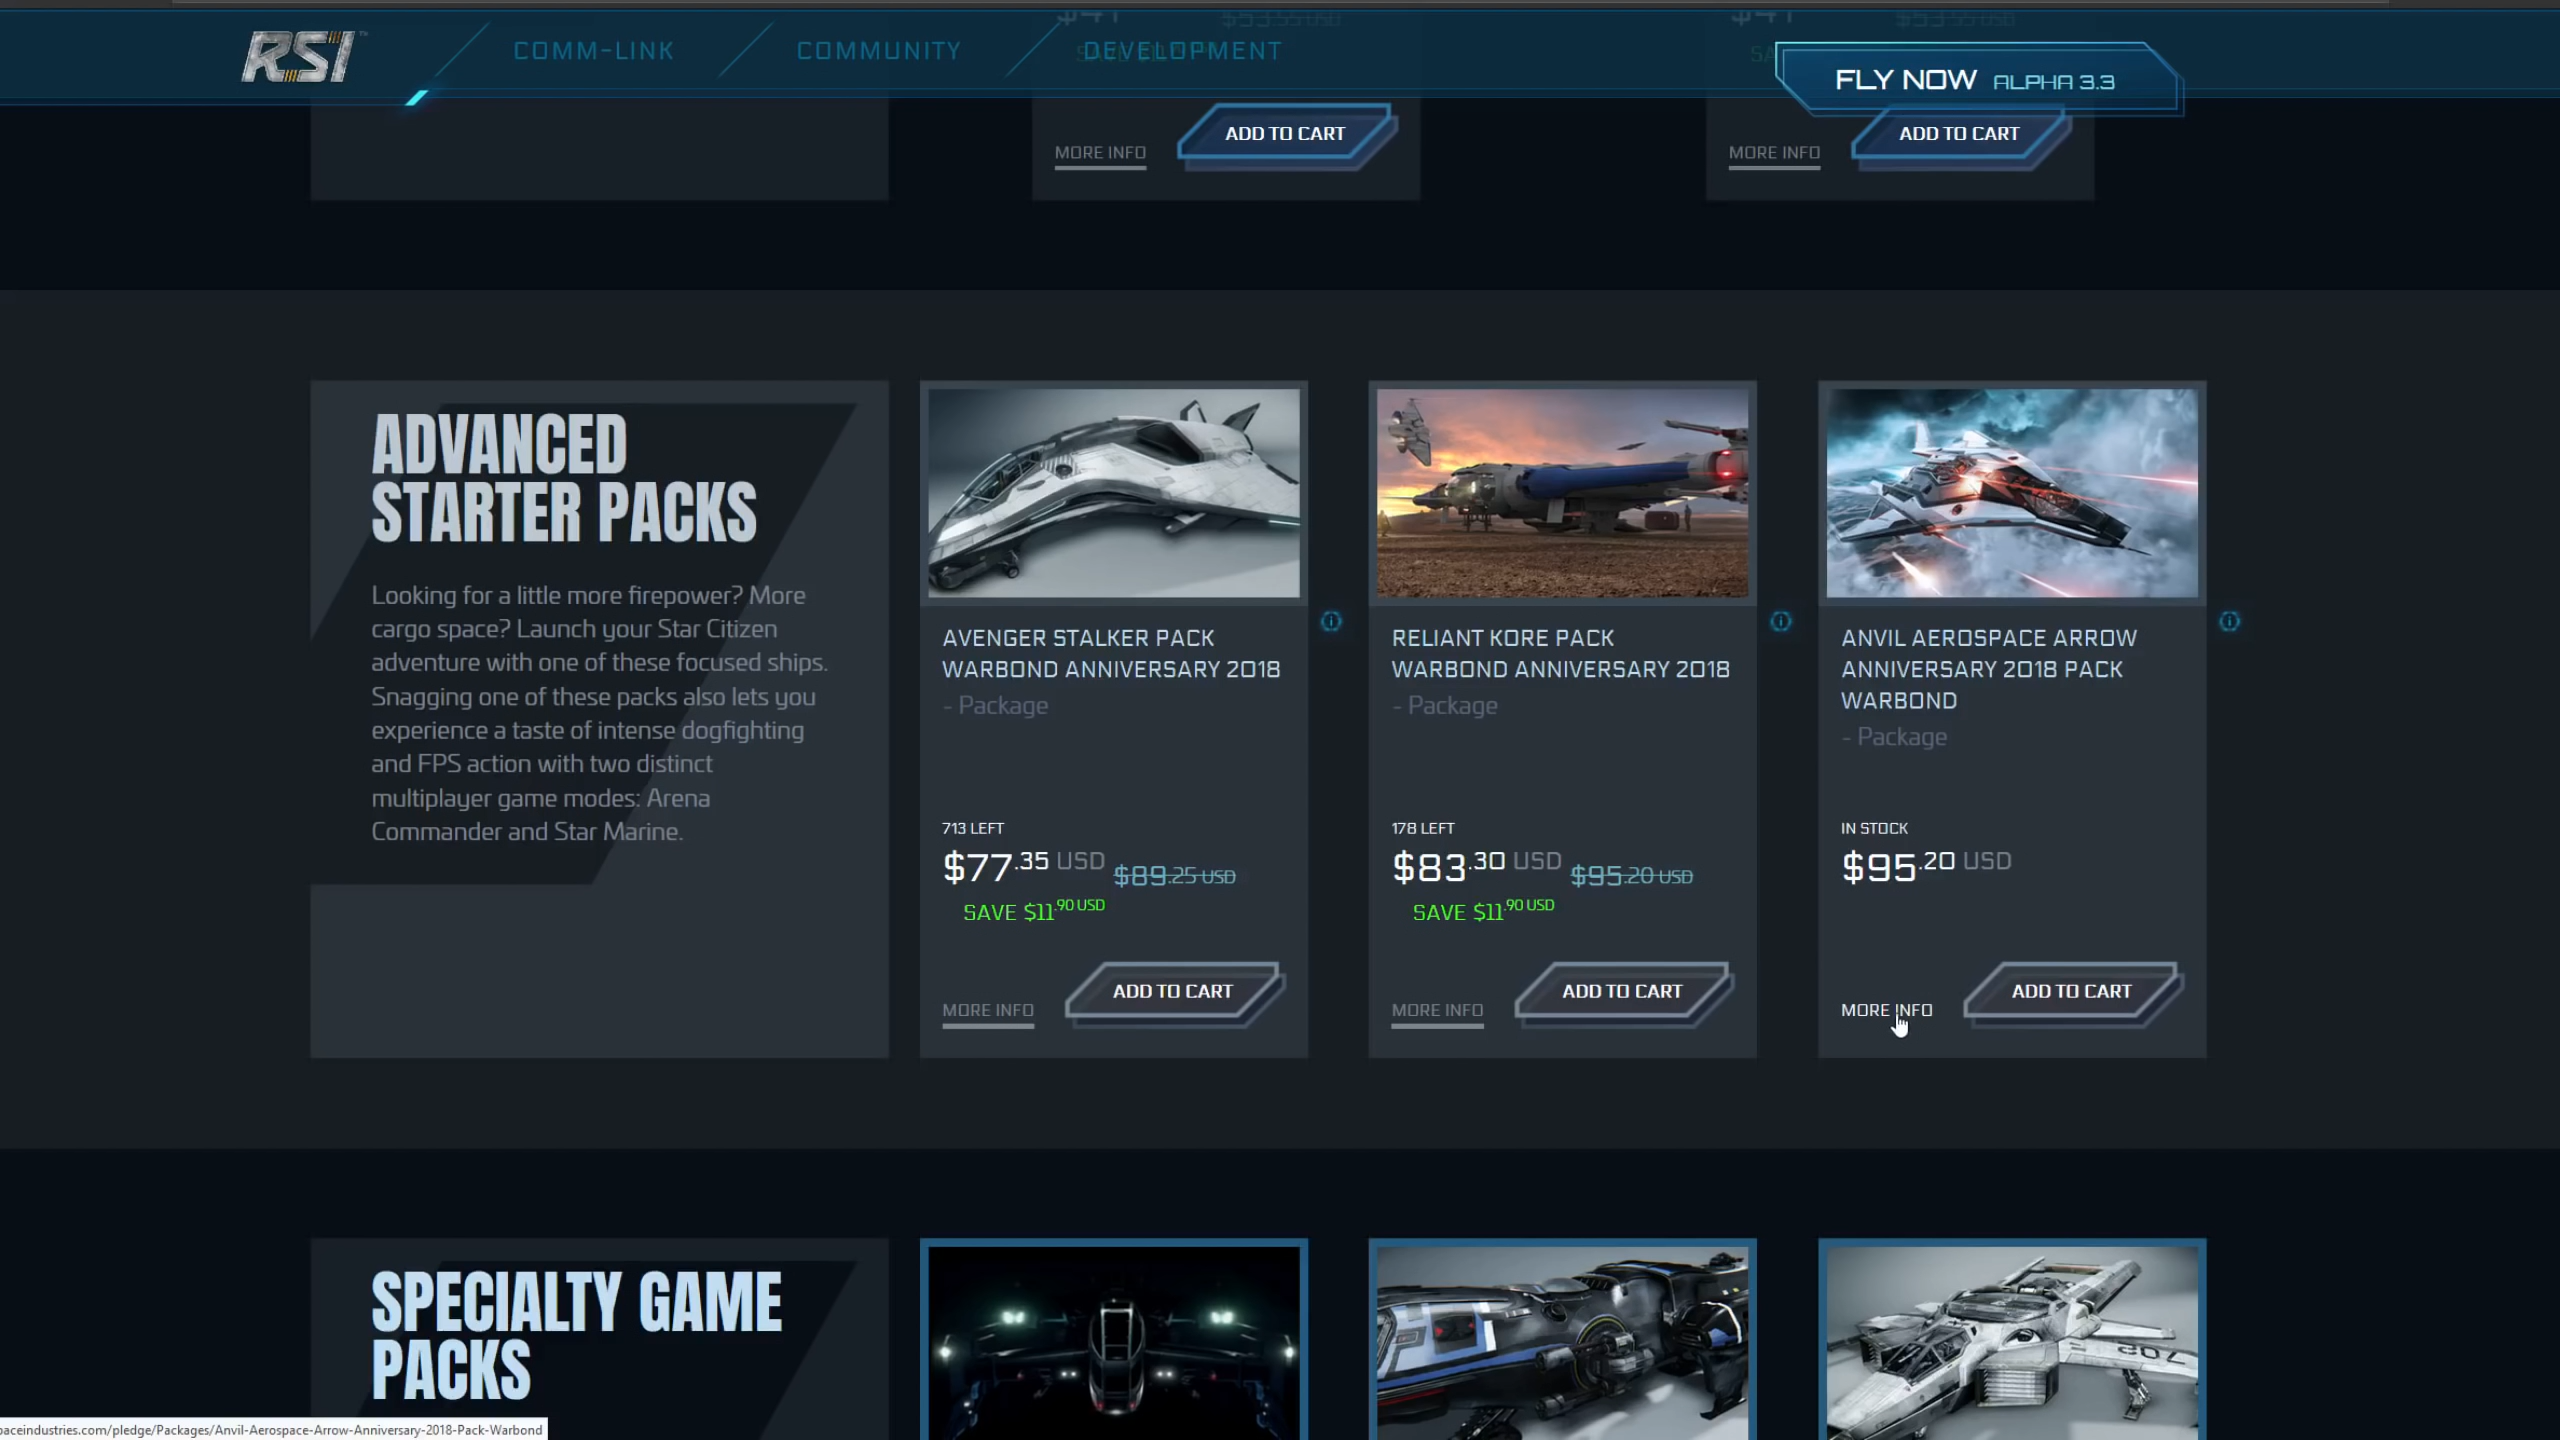 RSI
COMM-LINK
COMMUNITY
DEVELOPMENT
FLY NOW ALPHA 3.3
MORE INFO
ADD TO CART
MORE INFO
ADD TO CART
ADVANCED
STARTER PACKS
Looking for a little more firepower? More
cargo space? Launch your Star Citizen
adventure with one of these focused ships.
Snagging one of these packs also lets you
experience a taste of intense dogfighting
and FPS action with two distinct
multiplayer game modes: Arena
Commander and Star Marine.
AVENGER STALKER PACK
WARBOND ANNIVERSARY 2018
- Package
713 LEFT
$77.35 USD $89.25 USD
SAVE $11.90 USD
MORE INFO
ADD TO CART
RELIANT KORE PACK
WARBOND ANNIVERSARY 2018
- Package
178 LEFT
$83.30 USD $95.20 USD
SAVE $11.90 USD
MORE INFO
ADD TO CART
ANVIL AEROSPACE ARROW
ANNIVERSARY 2018 PACK
WARBOND
- Package
IN STOCK
$95.20 USD
MORE INFO
ADD TO CART
SPECIALTY GAME
PACKS
paceindustries.com/pledge/Packages/Anvil-Aerospace-Arrow-Anniversary-2018-Pack-Warbond